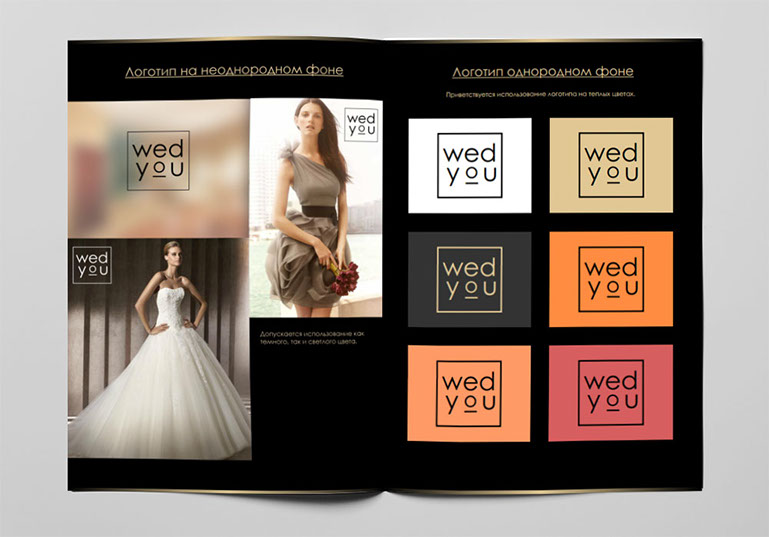 Логотип на неоднородном фоне
wed
you
wed
you
wed
you
Допускается использование как
темного, так и светлого цвета.
Логотип однородном фоне
Приветствуется использование логотипа на теплых цветах.
wed
you
wed
you
wed
you
wed
you
wed
you
wed
you